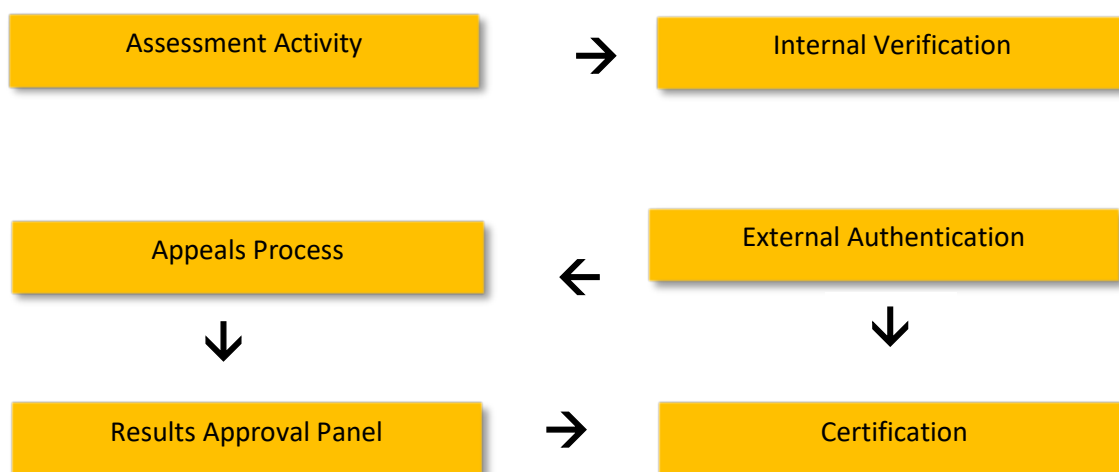 Assessment Activity
Internal Verification
Appeals Process
External Authentication
Results Approval Panel
Certification